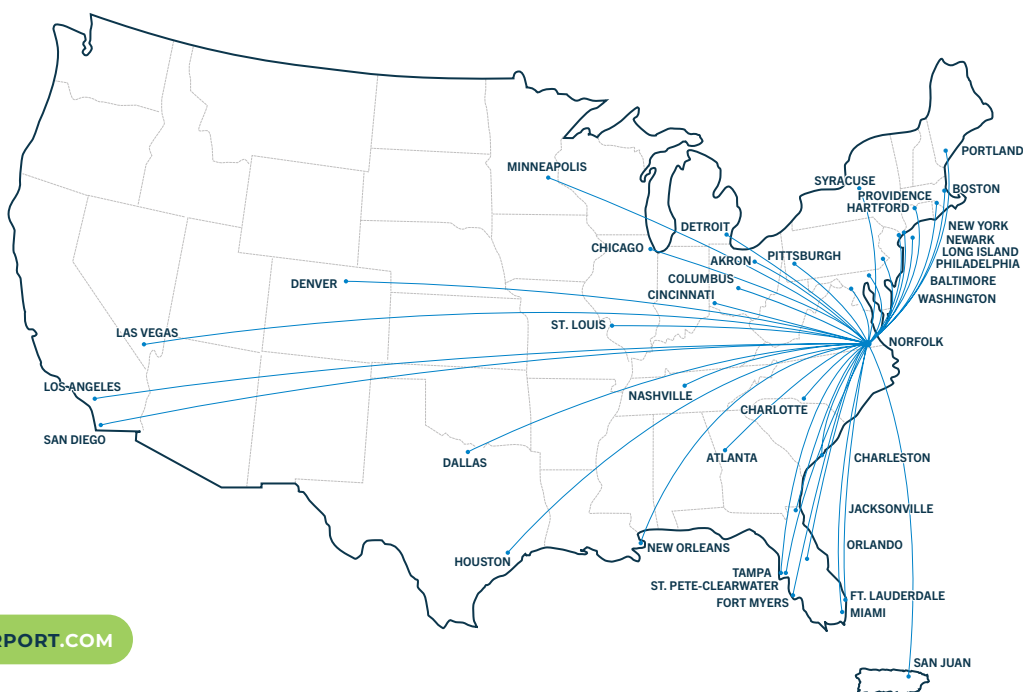 PORTLAND
MINNEAPOLIS
SYRACUSE
BOSTON
PROVIDENCE
HARTFORD
DETROIT
NEW YORK
NEWARK
CHICAGO
LONG ISLAND
AKRON
PITTSBURGH
PHILADELPHIA
COLUMBUS
BALTIMORE
DENVER
CINCINNATI
WASHINGTON
ST. LOUIS
LAS VEGAS
NORFOLK
LOS ANGELES
NASHVILLE
CHARLOTTE
SAN DIEGO
DALLAS
ATLANTA
CHARLESTON
JACKSONVILLE
ORLANDO
NEW ORLEANS
HOUSTON
TAMPA
ST. PETE-CLEARWATER
FT. LAUDERDALE
FORT MYERS
MIAMI
RPORT.COM
SAN JUAN